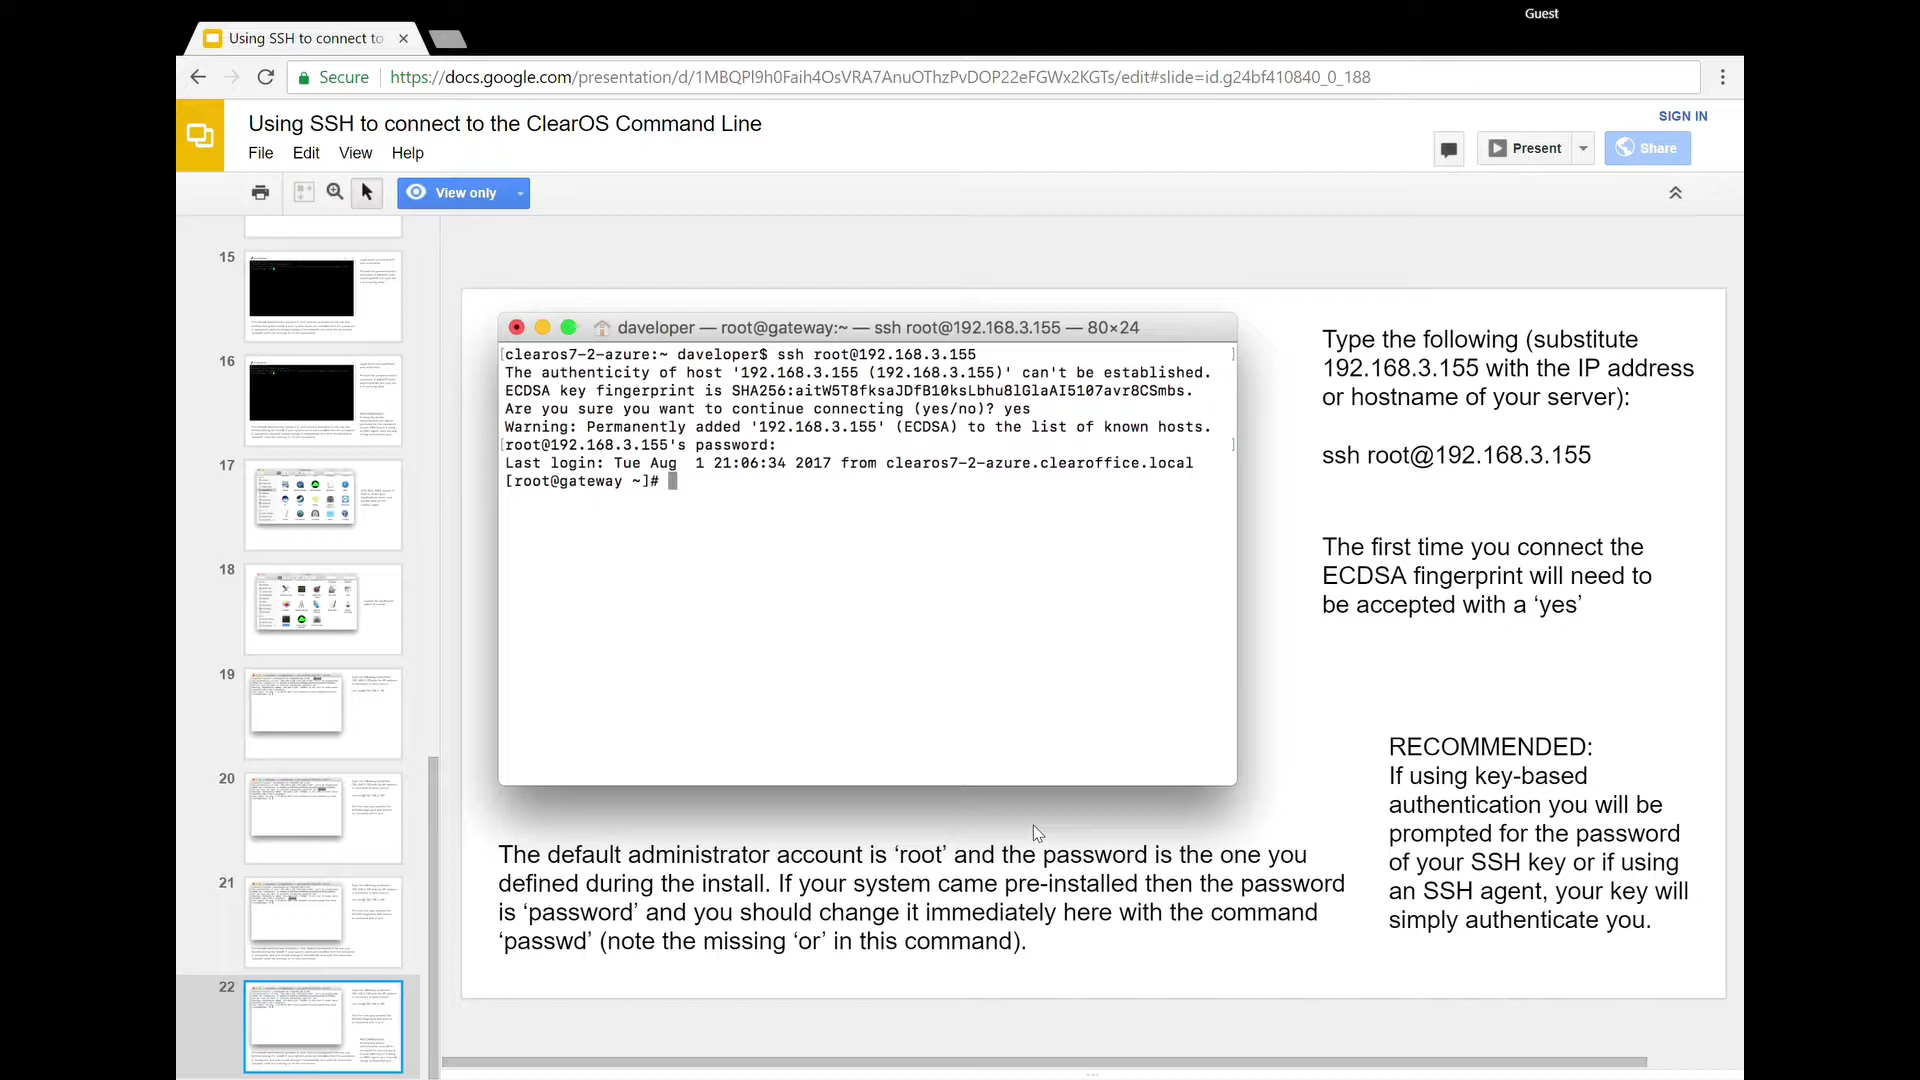 Guest
Using SSH to connect to
Secure https://docs.google.com/presentation/d/1MBQPl9h0Faih4OsVRA7AnuOThzPvDOP22eFGWx2KGTs/edit#slide=id.g24bf410840_0_188
Using SSH to connect to the ClearOS Command Line
SIGN IN
File Edit View Help
Present
Share
View only
15
16
17
18
19
20
21
22
daveloper — root@gateway:~ — ssh root@192.168.3.155 — 80×24
[clearos7-2-azure:~ daveloper$ ssh root@192.168.3.155 ]
The authenticity of host '192.168.3.155 (192.168.3.155)' can't be established.
ECDSA key fingerprint is SHA256:aitW5T8fksaJDfB10ksLbhu8lGlaAI5107avr8CSmbs.
Are you sure you want to continue connecting (yes/no)? yes
Warning: Permanently added '192.168.3.155' (ECDSA) to the list of known hosts.
[root@192.168.3.155's password: ]
Last login: Tue Aug  1 21:06:34 2017 from clearos7-2-azure.clearoffice.local
[root@gateway ~]#
Type the following (substitute
192.168.3.155 with the IP address
or hostname of your server):
ssh root@192.168.3.155
The first time you connect the
ECDSA fingerprint will need to
be accepted with a ‘yes’
RECOMMENDED:
If using key-based
authentication you will be
prompted for the password
of your SSH key or if using
an SSH agent, your key will
simply authenticate you.
The default administrator account is ‘root’ and the password is the one you
defined during the install. If your system came pre-installed then the password
is ‘password’ and you should change it immediately here with the command
‘passwd’ (note the missing ‘or’ in this command).